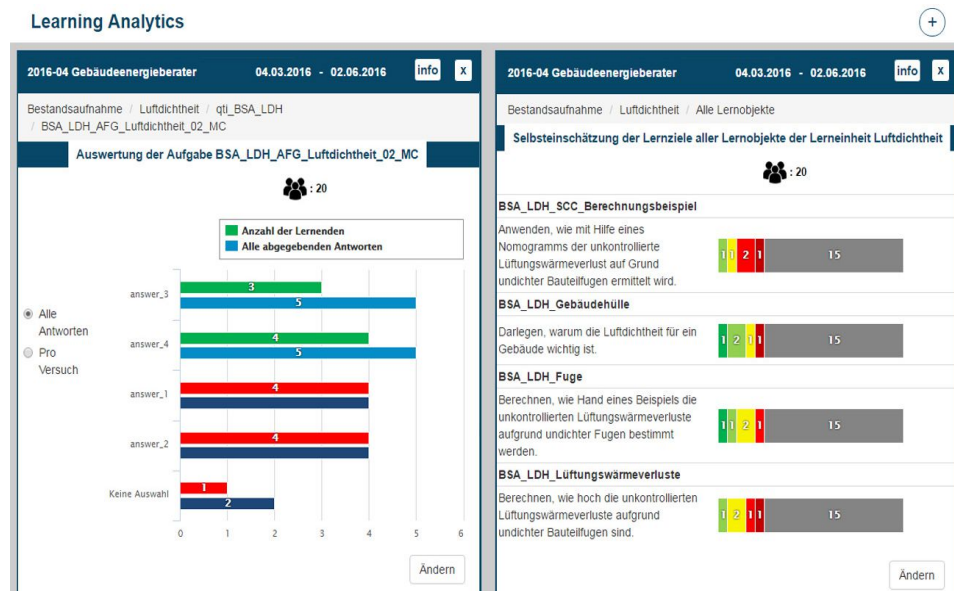 Learning Analytics
+
2016-04 Gebäudeenergieberater 04.03.2016 - 02.06.2016 info x
Bestandsaufnahme / Luftdichtheit / qti_BSA_LDH
/ BSA_LDH_AFG_Luftdichtheit_02_MC
Auswertung der Aufgabe BSA_LDH_AFG_Luftdichtheit_02_MC
: 20
Anzahl der Lernenden
Alle abgegebenden Antworten
Alle
Antworten
Pro
Versuch
answer_3
3
5
answer_4
4
5
answer_1
4
answer_2
4
Keine Auswahl
1
2
0 1 2 3 4 5 6
Ändern
2016-04 Gebäudeenergieberater 04.03.2016 - 02.06.2016 info x
Bestandsaufnahme / Luftdichtheit / Alle Lernobjekte
Selbsteinschätzung der Lernziele aller Lernobjekte der Lerneinheit Luftdichtheit
: 20
BSA_LDH_SCC_Berechnungsbeispiel
Anwenden, wie mit Hilfe eines
Nomogramms der unkontrollierte
Lüftungswärmeverlust auf Grund
undichter Bauteilfugen ermittelt wird.
1 1 2 1 15
BSA_LDH_Gebäudehülle
Darlegen, warum die Luftdichtheit für ein
Gebäude wichtig ist.
1 2 1 1 15
BSA_LDH_Fuge
Berechnen, wie Hand eines Beispiels die
unkontrollierten Lüftungswärmeverluste
aufgrund undichter Fugen bestimmt
werden.
1 1 2 1 15
BSA_LDH_Lüftungswärmeverluste
Berechnen, wie hoch die unkontrollierten
Lüftungswärmeverluste aufgrund
undichter Bauteilfugen sind.
1 2 1 1 15
Ändern